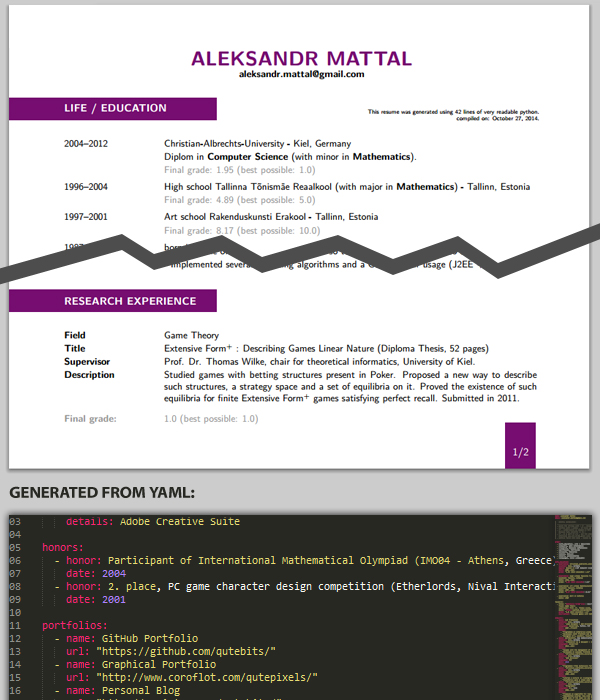 ALEKSANDR MATTAL
aleksandr.mattal@gmail.com
LIFE / EDUCATION
This resume was generated using 42 lines of very readable python.
compiled on: October 27, 2014.
2004–2012 Christian-Albrechts-University - Kiel, Germany
Diplom in Computer Science (with minor in Mathematics).
Final grade: 1.95 (best possible: 1.0)
1996–2004 High school Tallinna Tõnismäe Reaalkool (with major in Mathematics) - Tallinn, Estonia
Final grade: 4.89 (best possible: 5.0)
1997–2001 Art school Rakenduskunsti Erakool - Tallinn, Estonia
Final grade: 8.17 (best possible: 10.0)
Implemented algorithms and a usage (J2EE
RESEARCH EXPERIENCE
Field Game Theory
Title Extensive Form+ : Describing Games Linear Nature (Diploma Thesis, 52 pages)
Supervisor Prof. Dr. Thomas Wilke, chair for theoretical informatics, University of Kiel.
Description Studied games with betting structures present in Poker. Proposed a new way to describe
such structures, a strategy space and a set of equilibria on it. Proved the existence of such
equilibria for finite Extensive Form+ games satisfying perfect recall. Submitted in 2011.
Final grade: 1.0 (best possible: 1.0)
1/2
GENERATED FROM YAML:
03 details: Adobe Creative Suite
04
05 honors:
06 - honor: Participant of International Mathematical Olympiad (IMO04 - Athens, Greece)
07 date: 2004
08 - honor: 2. place, PC game character design competition (Etherlords, Nival Interacti
09 date: 2001
10
11 portfolios:
12 - name: GitHub Portfolio
13 url: "https://github.com/qutebits/"
14 - name: Graphical Portfolio
15 url: "http://www.coroflot.com/qutepixels/"
16 - name: Personal Blog